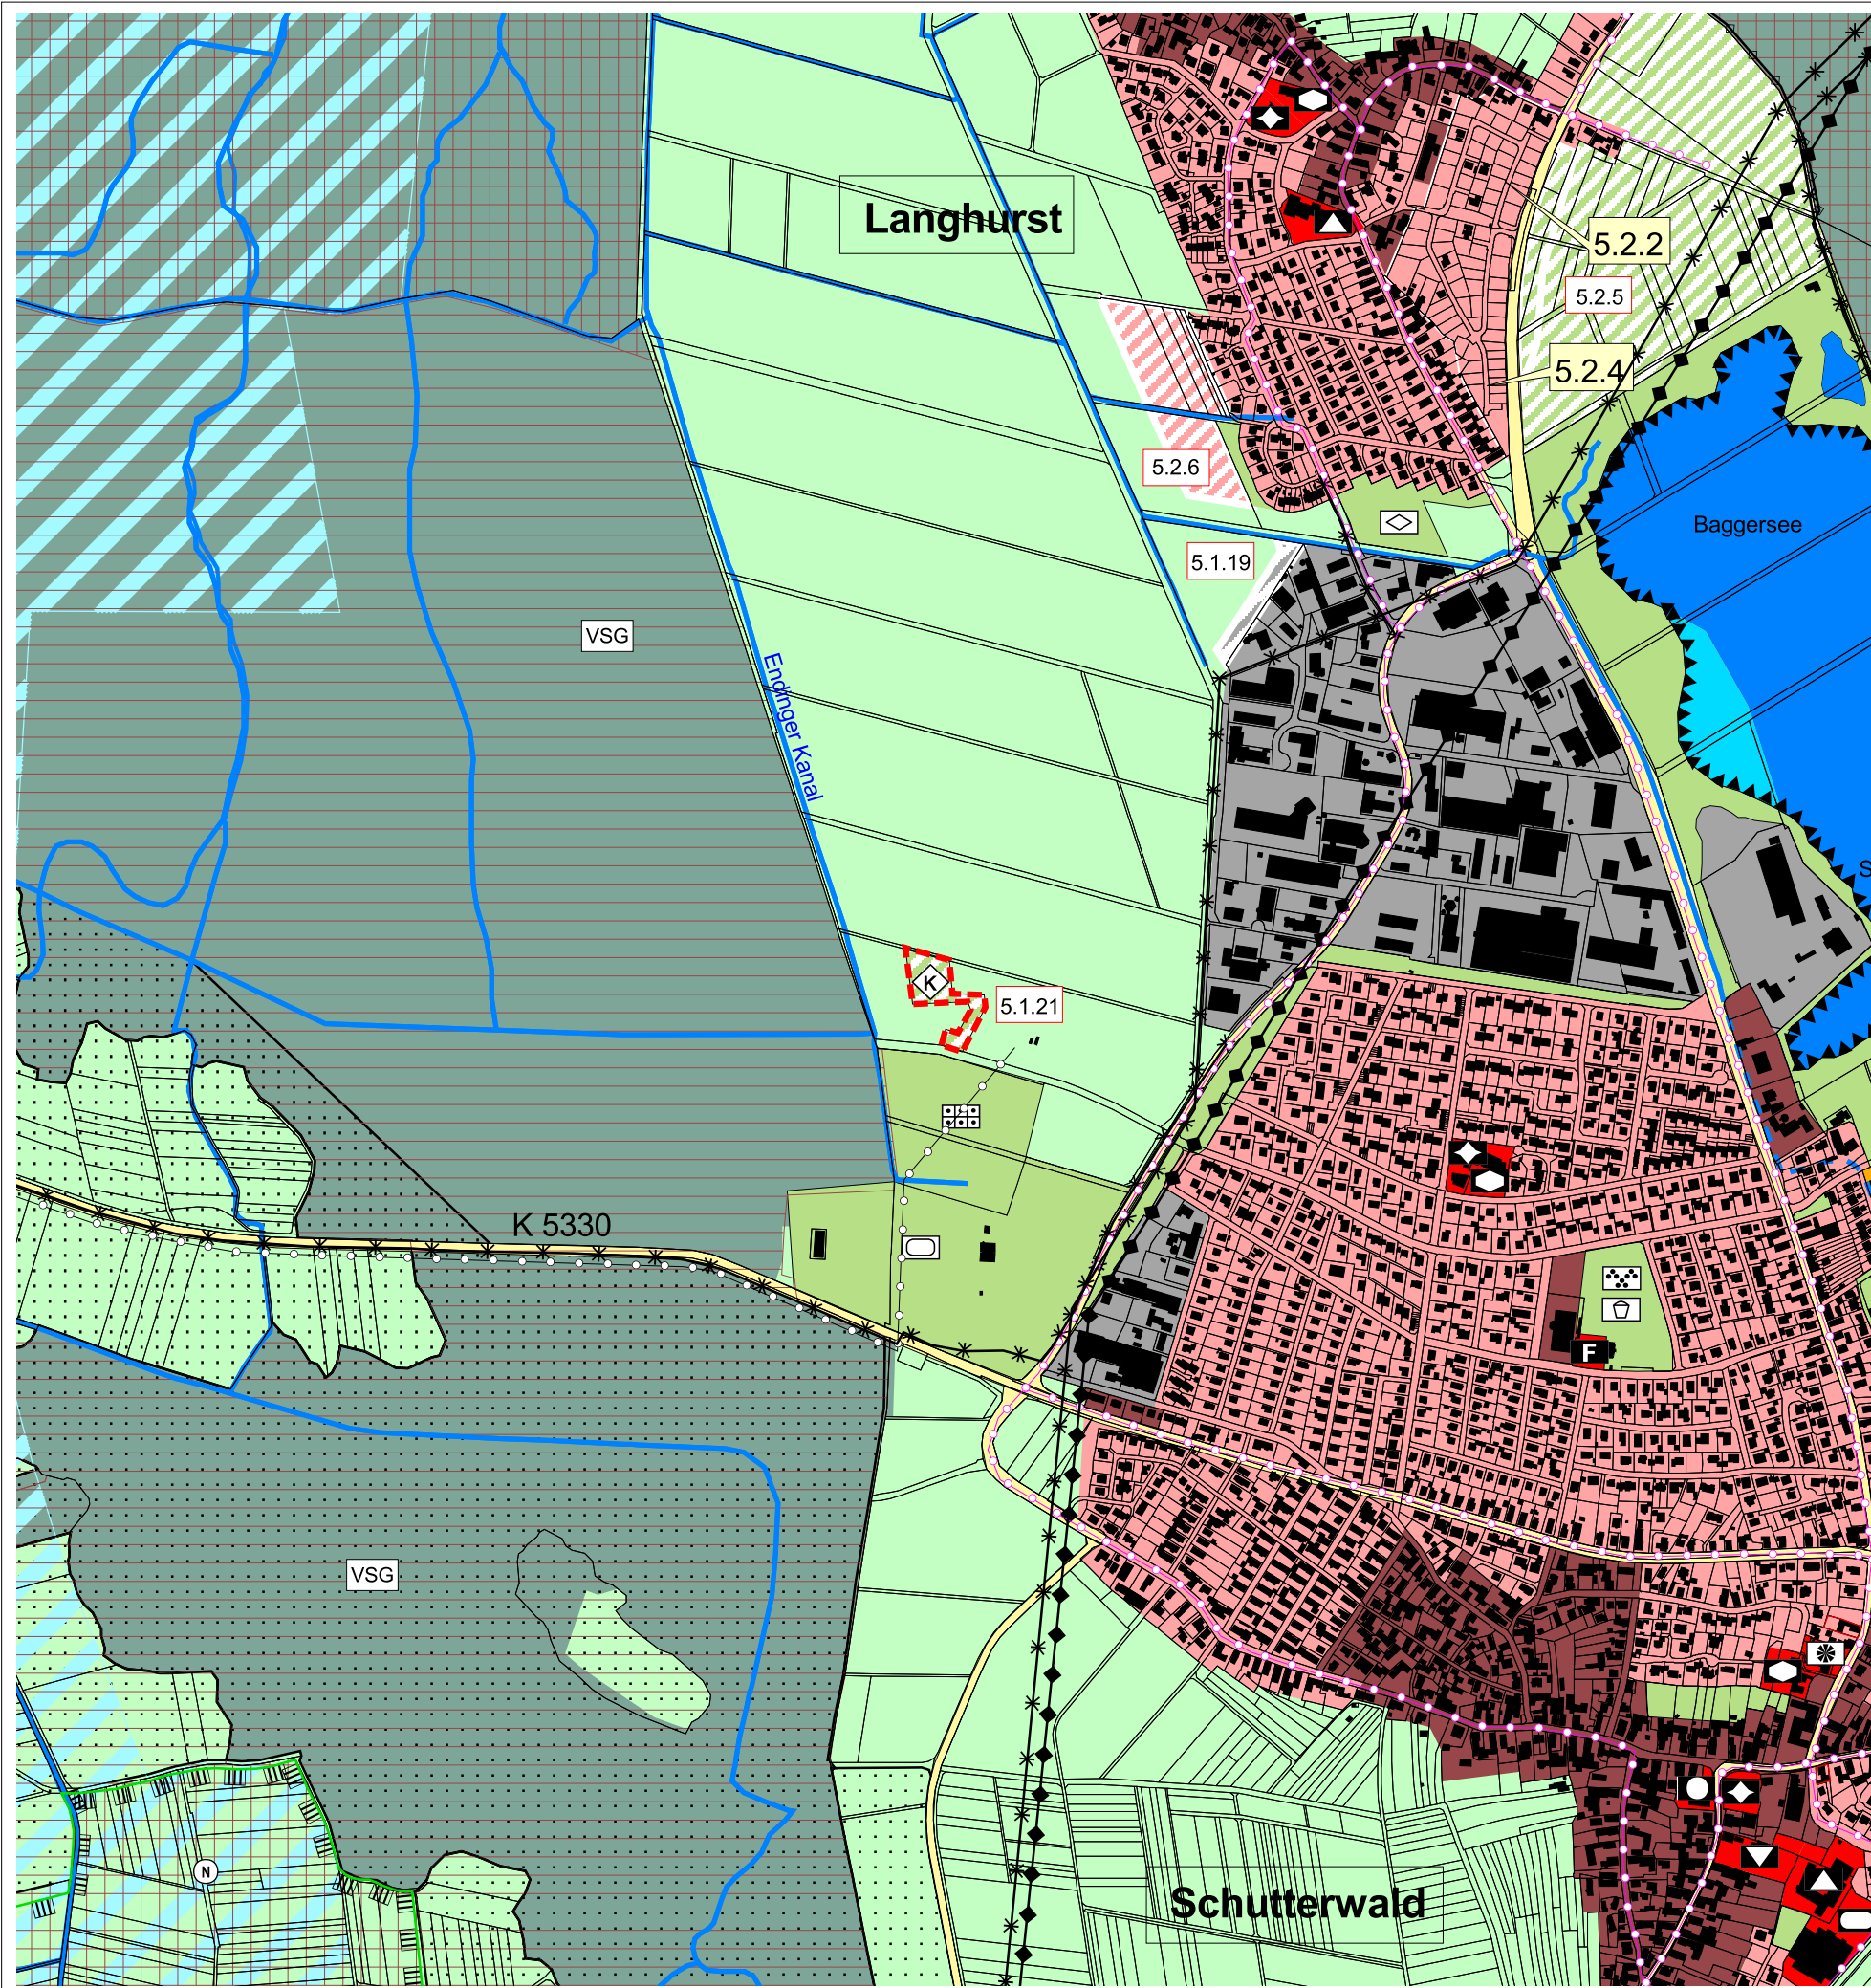 Langhurst
5.2.2
5.2.5
5.2.4
5.2.6
Baggersee
5.1.19
VSG
Endinger Kanal
S
K
5.1.21
K 5330
F
VSG
N
Schutterwald